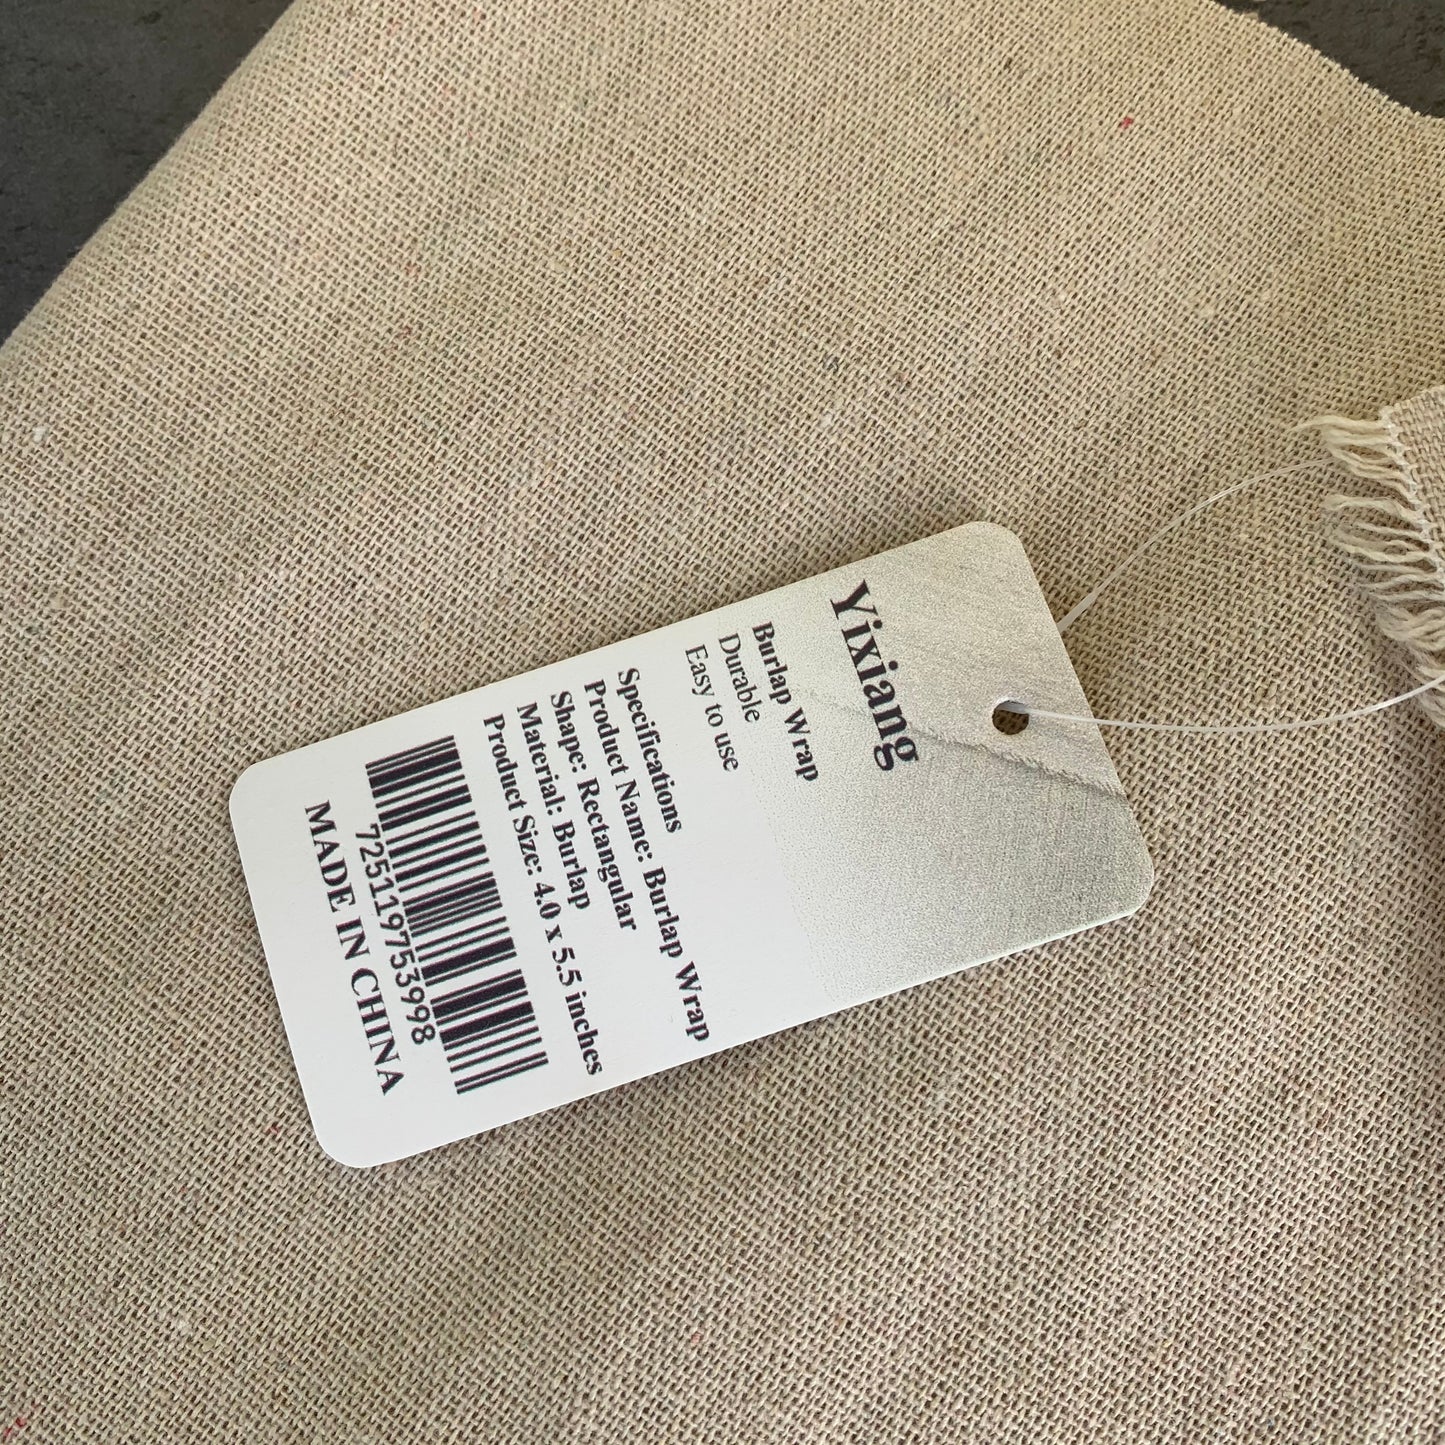 Yixiang
Burlap Wrap
Durable
Easy to use
Specifications
Product Name: Burlap Wrap
Shape: Rectangular
Material: Burlap
Product Size: 4.0 x 5.5 inches
725119753998
MADE IN CHINA